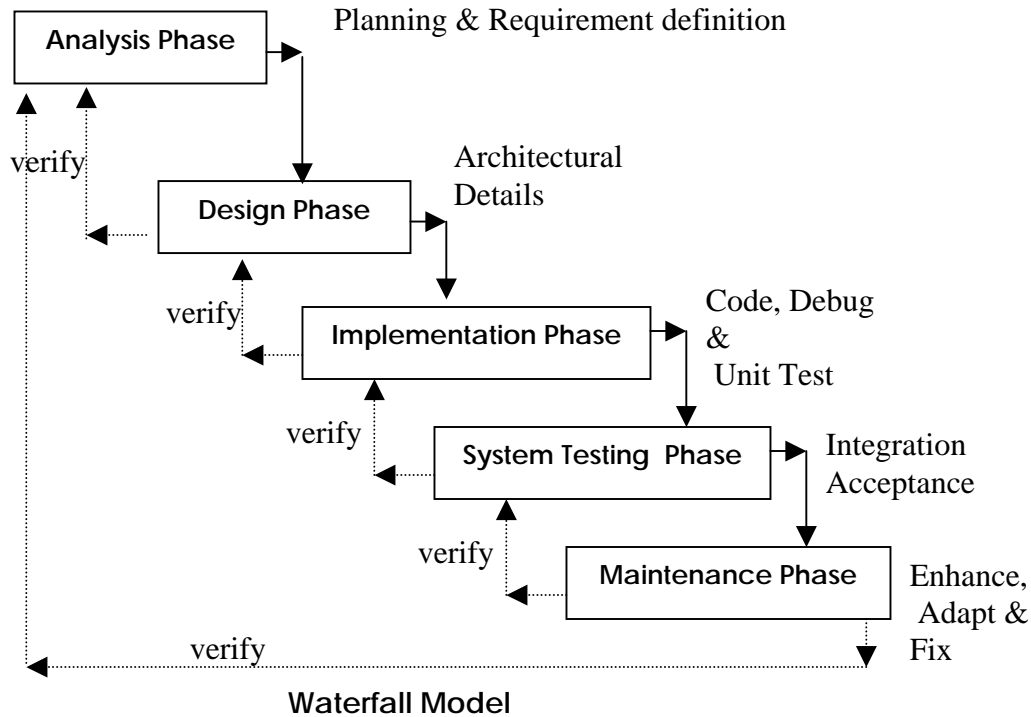 Planning & Requirement definition
Analysis Phase
verify
Architectural
Details
Design Phase
verify
Code, Debug
&
Unit Test
Implementation Phase
verify
Integration
Acceptance
System Testing Phase
verify
Maintenance Phase
Enhance,
Adapt &
Fix
verify
Waterfall Model